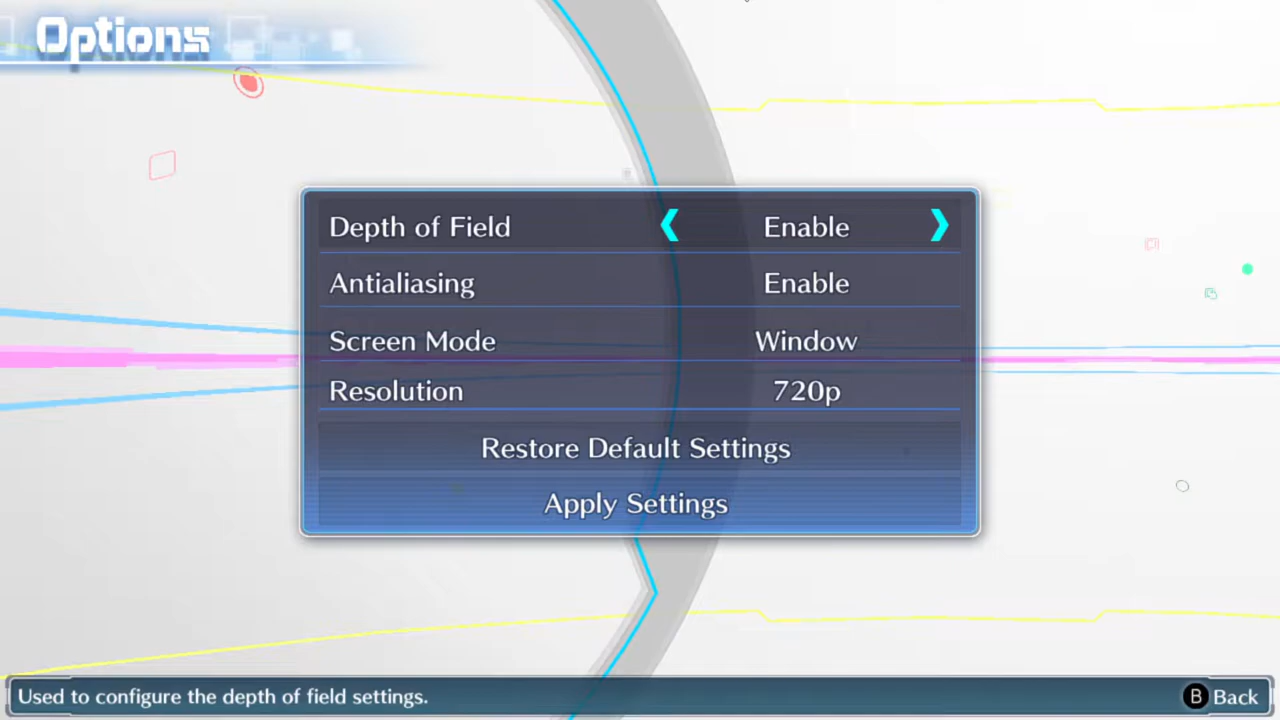 Options
Depth of Field Enable
Antialiasing Enable
Screen Mode Window
Resolution 720p
Restore Default Settings
Apply Settings
Used to configure the depth of field settings. B Back